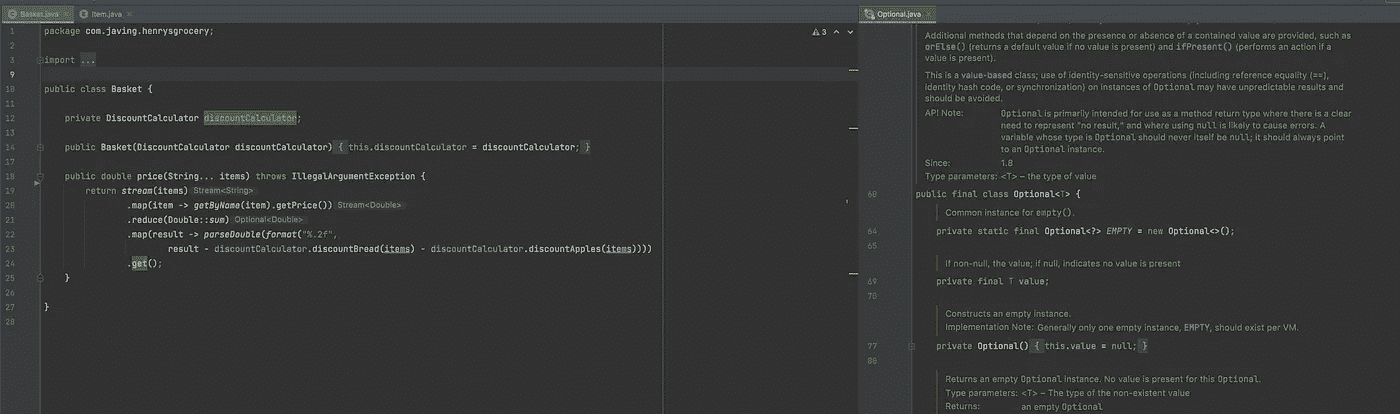 Basket.java
Item.java
3
1 package com.javing.henrysgrocery;
2
3 import ...
9
10 public class Basket {
11
12 private DiscountCalculator discountCalculator;
13
14 public Basket(DiscountCalculator discountCalculator) { this.discountCalculator = discountCalculator; }
17
18 public double price(String... items) throws IllegalArgumentException {
19 return stream(items) Stream<String>
20 .map(item -> getByName(item).getPrice()) Stream<Double>
21 .reduce(Double::sum) Optional<Double>
22 .map(result -> parseDouble(format("%.2f",
23 result - discountCalculator.discountBread(items) - discountCalculator.discountApples(items))))
24 .get();
25 }
26
27 }
28
Optional.java
Additional methods that depend on the presence or absence of a contained value are provided, such as
orElse() (returns a default value if no value is present) and ifPresent() (performs an action if a
value is present).
This is a value-based class; use of identity-sensitive operations (including reference equality (==),
identity hash code, or synchronization) on instances of Optional may have unpredictable results and
should be avoided.
API Note: Optional is primarily intended for use as a method return type where there is a clear
need to represent "no result," and where using null is likely to cause errors. A
variable whose type is Optional should never itself be null; it should always point
to an Optional instance.
Since: 1.8
Type parameters: <T> – the type of value
60 public final class Optional<T> {
Common instance for empty().
64 private static final Optional<?> EMPTY = new Optional<>();
65
If non-null, the value; if null, indicates no value is present
69 private final T value;
70
Constructs an empty instance.
Implementation Note: Generally only one empty instance, EMPTY, should exist per VM.
77 private Optional() { this.value = null; }
80
Returns an empty Optional instance. No value is present for this Optional.
Type parameters: <T> – The type of the non-existent value
Returns: an empty Optional